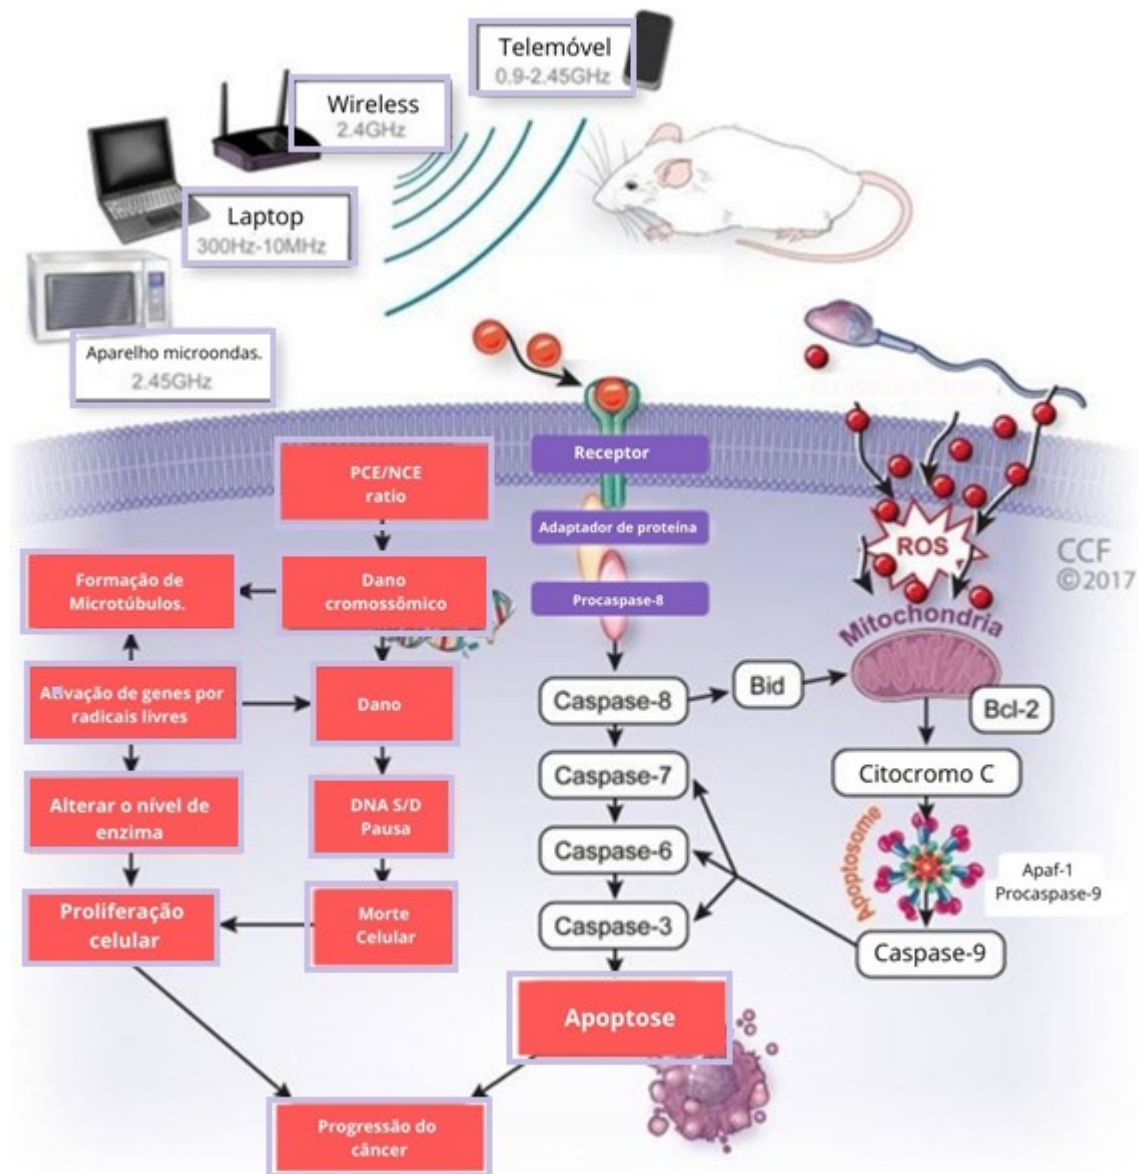 Telemóvel
0.9-2.45GHz
Wireless
2.4GHz
Laptop
300Hz-10MHz
Aparelho microondas.
2.45GHz
PCE/NCE
ratio
Receptor
Adaptador de proteína
Procaspase-8
ROS
CCF
©2017
Formação de
Microtúbulos.
Dano
cromossômico
Mitochondria
de genes por
radicais livres
Dano
Caspase-8
Bid
Bcl-2
Caspase-7
Citocromo C
Alterar o nível de
enzima
DNA S/D
Pausa
Caspase-6
Apoptosome
Apaf-1
Procaspase-9
Proliferação
celular
Morte
Celular
Caspase-3
Caspase-9
Apoptose
Progressão do
câncer